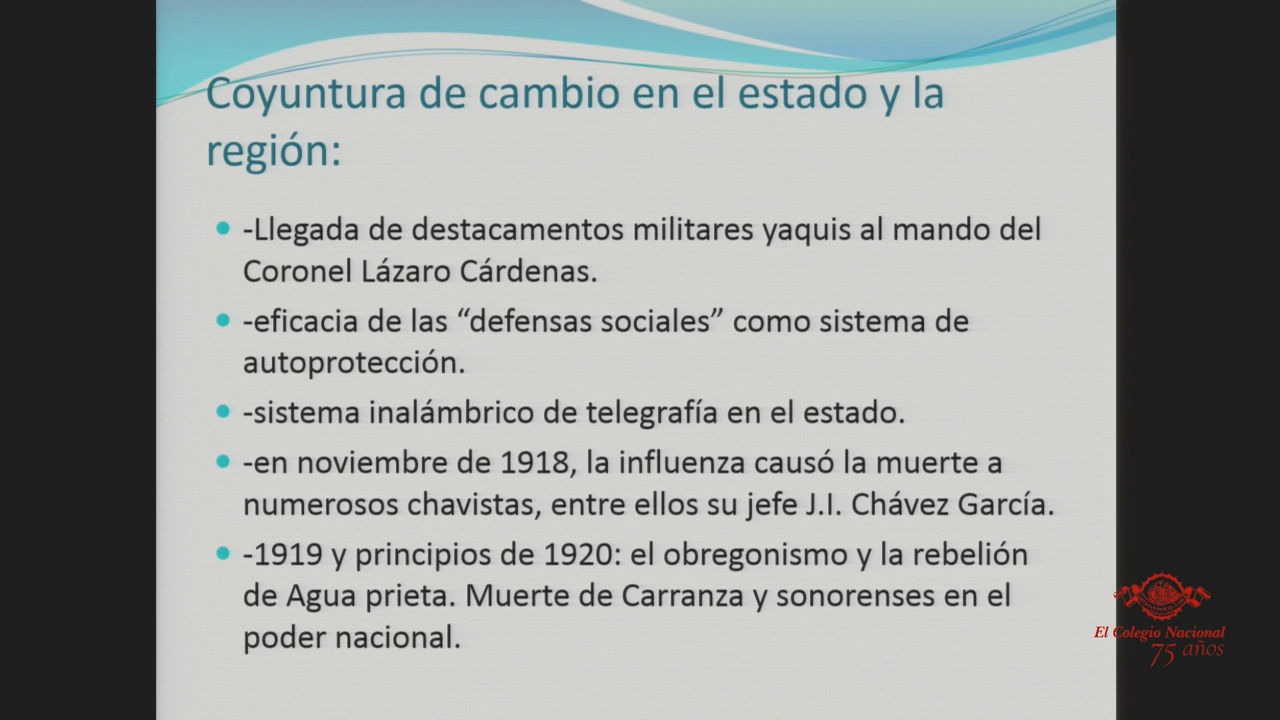 Coyuntura de cambio en el estado y la
región:
-Llegada de destacamentos militares yaquis al mando del
Coronel Lázaro Cárdenas.
-eficacia de las “defensas sociales” como sistema de
autoprotección.
-sistema inalámbrico de telegrafía en el estado.
-en noviembre de 1918, la influenza causó la muerte a
numerosos chavistas, entre ellos su jefe J.I. Chávez García.
-1919 y principios de 1920: el obregonismo y la rebelión
de Agua prieta. Muerte de Carranza y sonorenses en el
poder nacional.
El Colegio Nacional
75 años